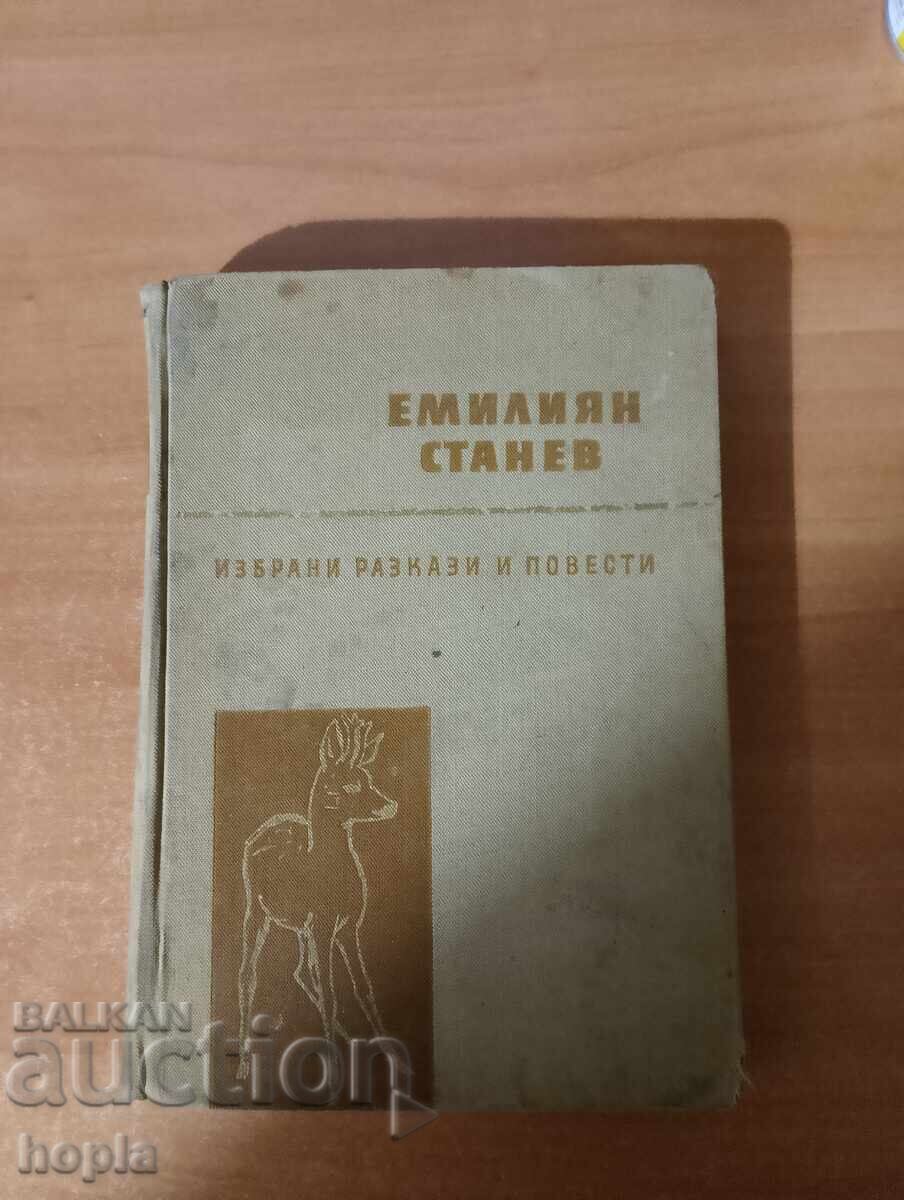 ЕМИЛИЯН
СТАНЕВ
ИЗБРАНИ РАЗКАЗИ И ПОВЕСТИ
BALKAN
auction
hopla